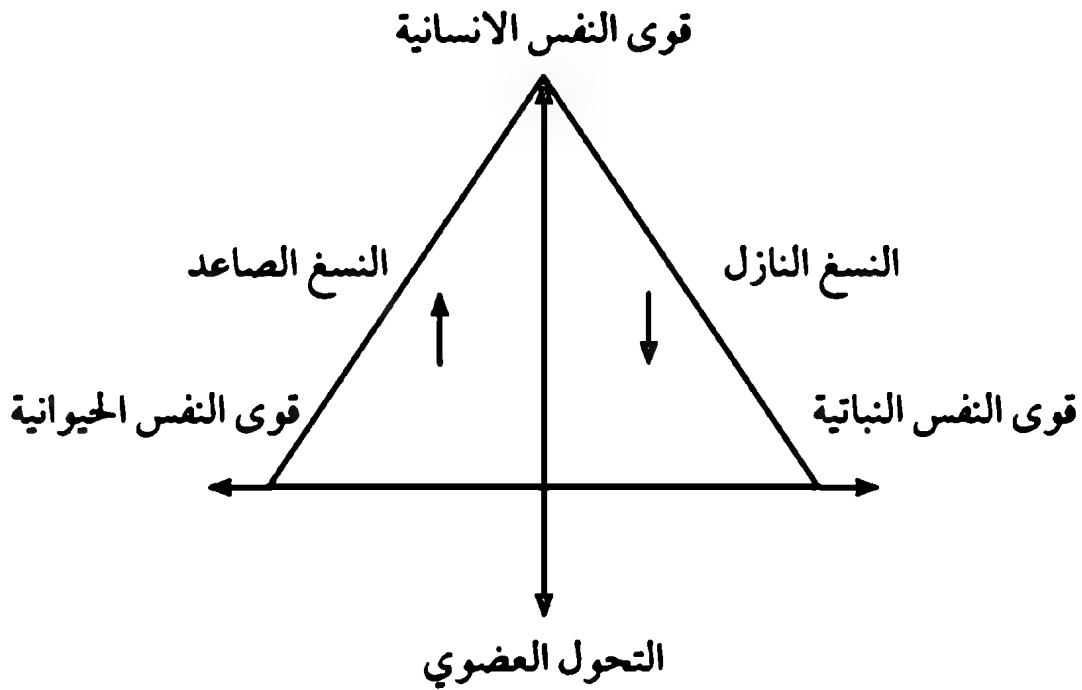 قوى النفس الانسانية
النسغ النازل
النسغ الصاعد
قوى النفس النباتية
قوى النفس الحيوانية
التحول العضوي